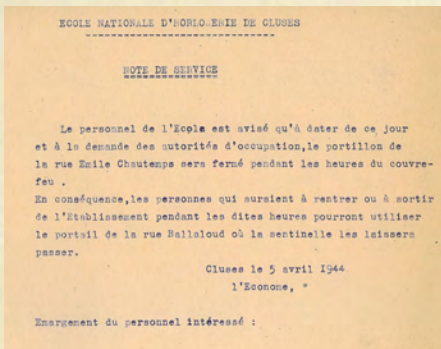 ECOLE NATIONALE D'HORLOGERIE DE CLUSES
NOTE DE SERVICE
Le personnel de l'Ecole est avisé qu'à dater de ce jour
et à la demande des autorités d'occupation,le portillon de
la rue Emile Chautemps sera fermé pendant les heures du couvre-
feu .
En conséquence,les personnes qui auraient à rentrer ou à sortir
de l'Etablissement pendant les dites heures pourront utiliser
le portail de la rue Ballaloud où la sentinelle les laissera
passer.
Cluses le 5 avril 1944
l'Econome, "
Emargement du personnel intéressé :